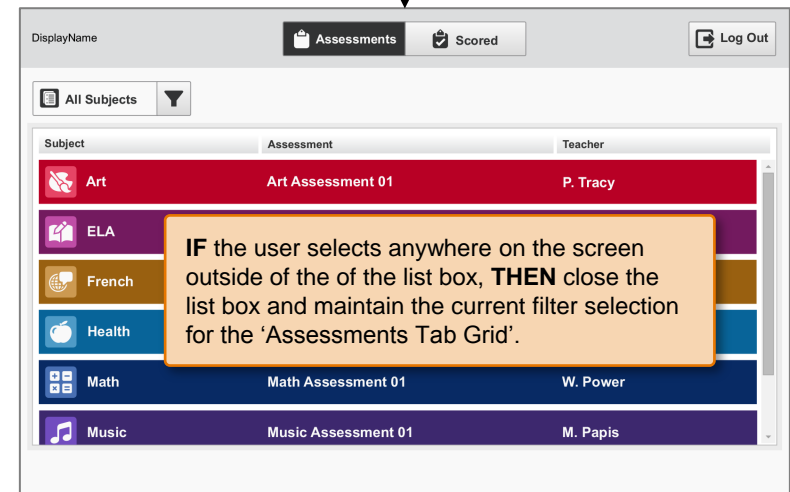 DisplayName
Assessments
Scored
Log Out
All Subjects
Subject Assessment Teacher
Art Art Assessment 01 P. Tracy
ELA
French
Health
IF the user selects anywhere on the screen
outside of the of the list box, THEN close the
list box and maintain the current filter selection
for the ‘Assessments Tab Grid’.
Math Math Assessment 01 W. Power
Music Music Assessment 01 M. Papis